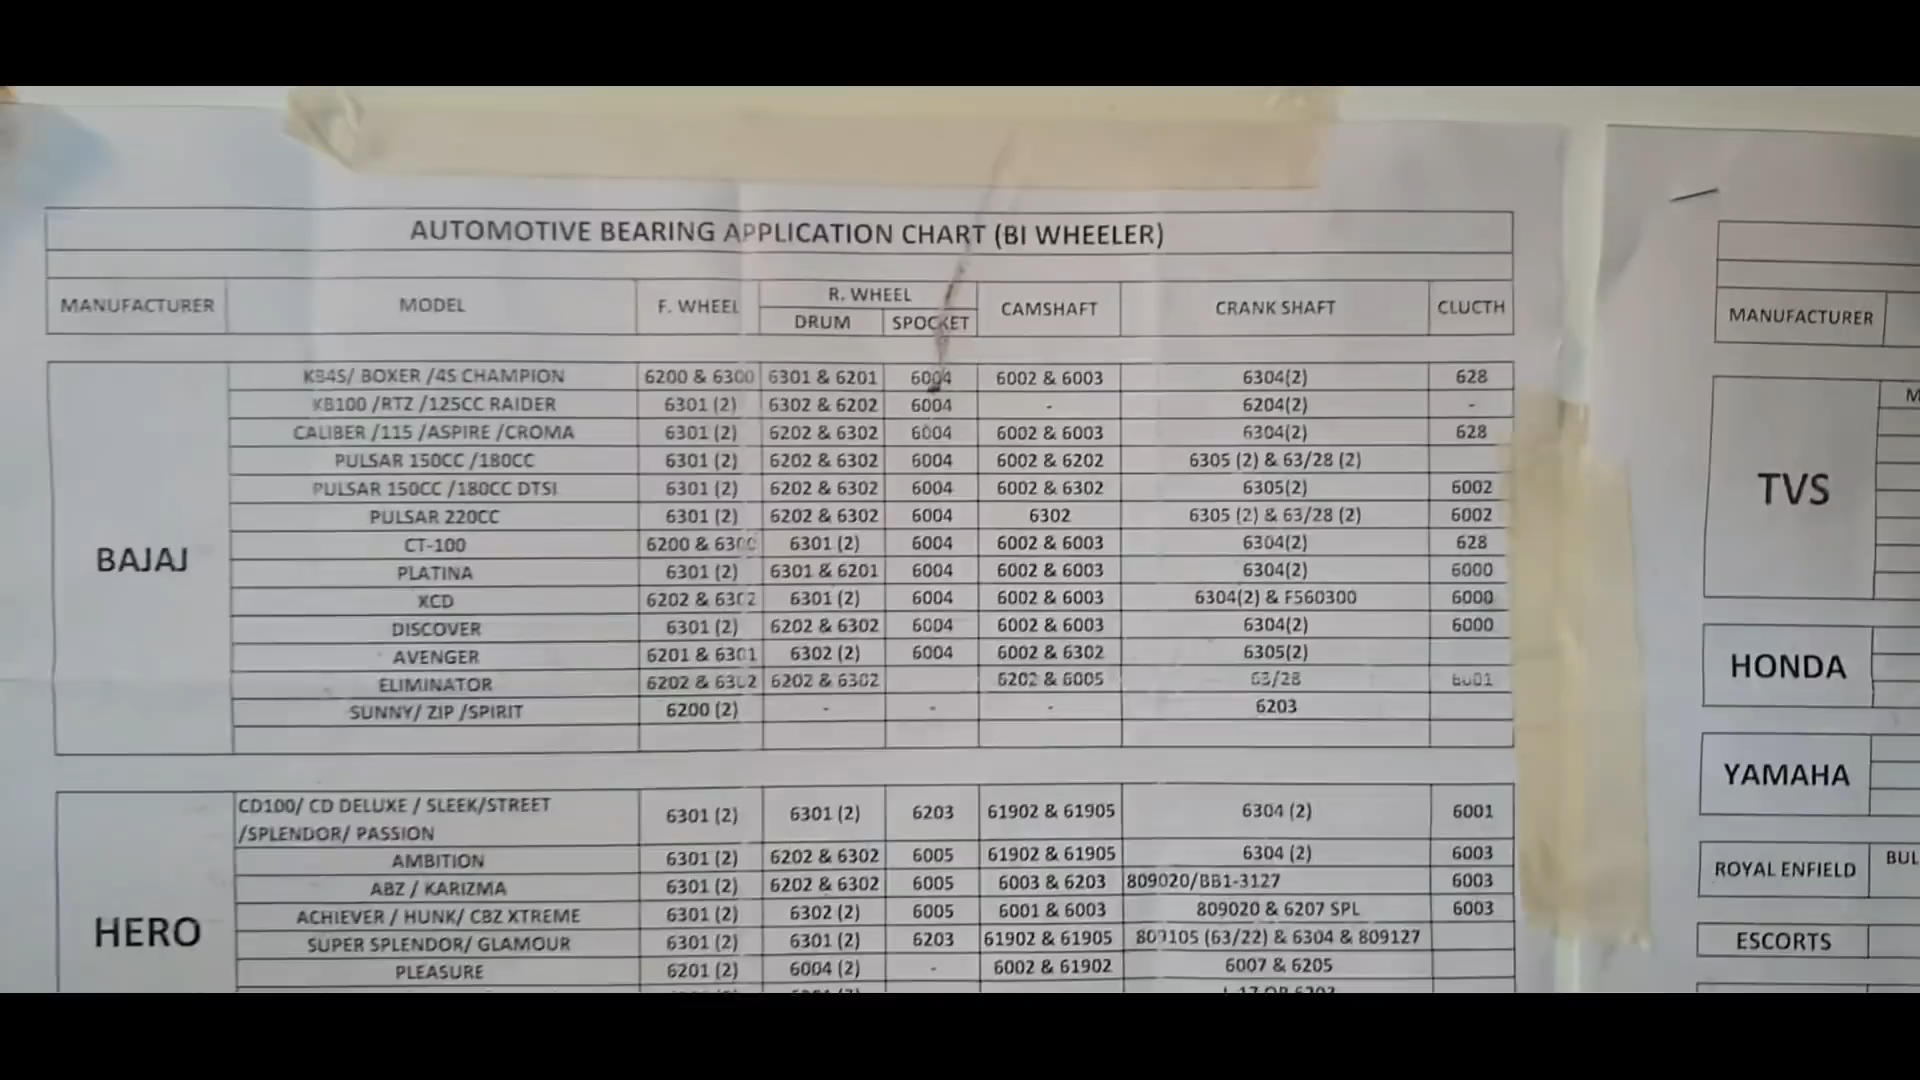 AUTOMOTIVE BEARING APPLICATION CHART (BI WHEELER)
MANUFACTURER MODEL F. WHEEL R. WHEEL CAMSHAFT CRANK SHAFT CLUCTH
DRUM SPOCKET
BAJAJ
KB4S/ BOXER /4S CHAMPION 6200 & 6300 6301 & 6201 6004 6002 & 6003 6304(2) 628
KB100 /RTZ /125CC RAIDER 6301 (2) 6302 & 6202 6004 - 6204(2) -
CALIBER /115 /ASPIRE /CROMA 6301 (2) 6202 & 6302 6004 6002 & 6003 6304(2) 628
PULSAR 150CC /180CC 6301 (2) 6202 & 6302 6004 6002 & 6202 6305 (2) & 63/28 (2)
PULSAR 150CC /180CC DTSI 6301 (2) 6202 & 6302 6004 6002 & 6302 6305(2) 6002
PULSAR 220CC 6301 (2) 6202 & 6302 6004 6302 6305 (2) & 63/28 (2) 6002
CT-100 6200 & 6300 6301 (2) 6004 6002 & 6003 6304(2) 628
PLATINA 6301 (2) 6301 & 6201 6004 6002 & 6003 6304(2) 6000
XCD 6202 & 6302 6301 (2) 6004 6002 & 6003 6304(2) & F560300 6000
DISCOVER 6301 (2) 6202 & 6302 6004 6002 & 6003 6304(2) 6000
AVENGER 6201 & 6301 6302 (2) 6004 6002 & 6302 6305(2)
ELIMINATOR 6202 & 6302 6202 & 6302 6202 & 6005 63/28 6001
SUNNY/ ZIP /SPIRIT 6200 (2) - - - 6203
HERO
CD100/ CD DELUXE / SLEEK/STREET
/SPLENDOR/ PASSION 6301 (2) 6301 (2) 6203 61902 & 61905 6304 (2) 6001
AMBITION 6301 (2) 6202 & 6302 6005 61902 & 61905 6304 (2) 6003
ABZ / KARIZMA 6301 (2) 6202 & 6302 6005 6003 & 6203 809020/BB1-3127 6003
ACHIEVER / HUNK/ CBZ XTREME 6301 (2) 6302 (2) 6005 6001 & 6003 809020 & 6207 SPL 6003
SUPER SPLENDOR/ GLAMOUR 6301 (2) 6301 (2) 6203 61902 & 61905 809105 (63/22) & 6304 & 809127
PLEASURE 6201 (2) 6004 (2) - 6002 & 61902 6007 & 6205
MANUFACTURER
TVS
HONDA
YAMAHA
ROYAL ENFIELD BUL
ESCORTS